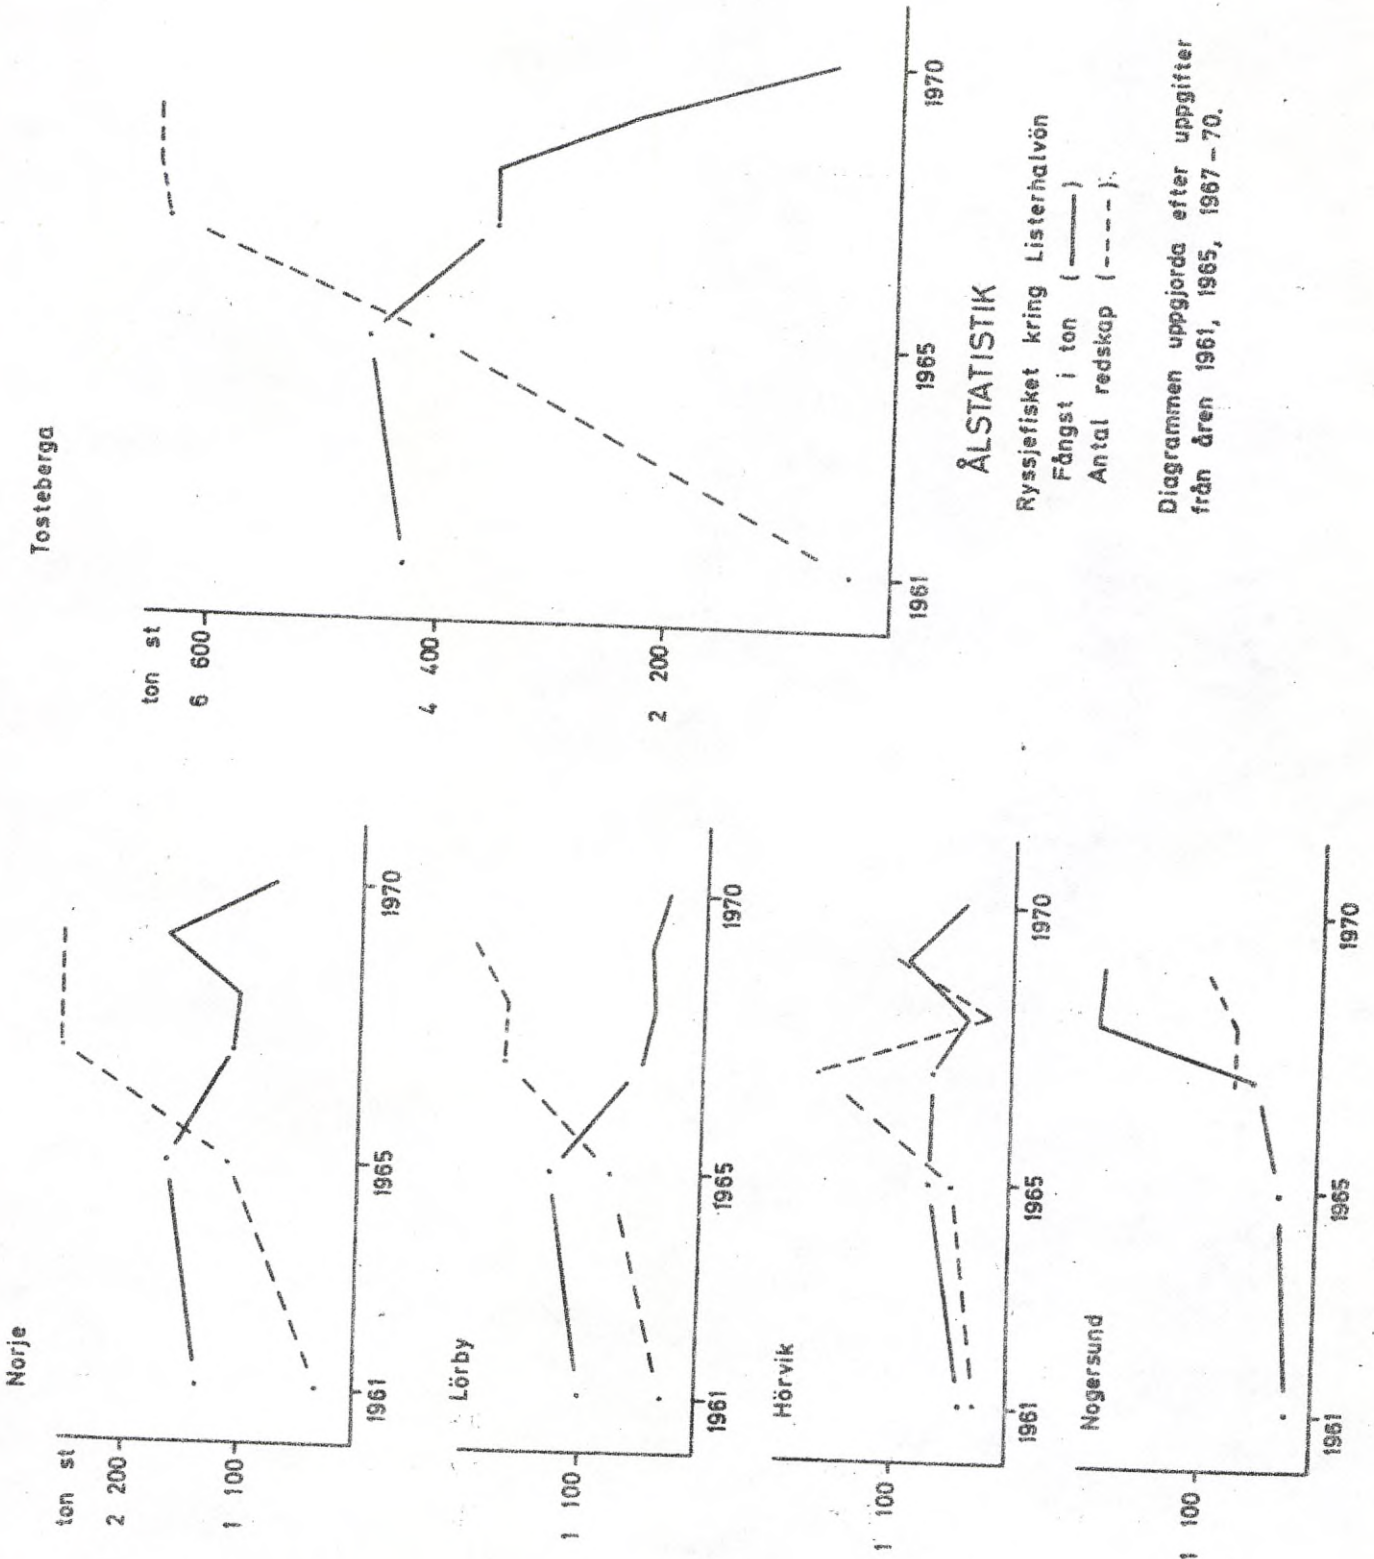 Norje
ton st
2 200
1 100
1961 1965 1970
Lörby
1 100
1961 1965 1970
Hörvik
1 100
1961 1965 1970
Nogersund
1 100
1961 1965 1970
Tosteberga
ton st
6 600
4 400
2 200
1961 1965 1970
ÅLSTATISTIK
Ryssjefisket kring Listerhalvön
Fångst i ton (——)
Antal redskap (----).
Diagrammen uppgjorda efter uppgifter
från åren 1961, 1965, 1967–70.